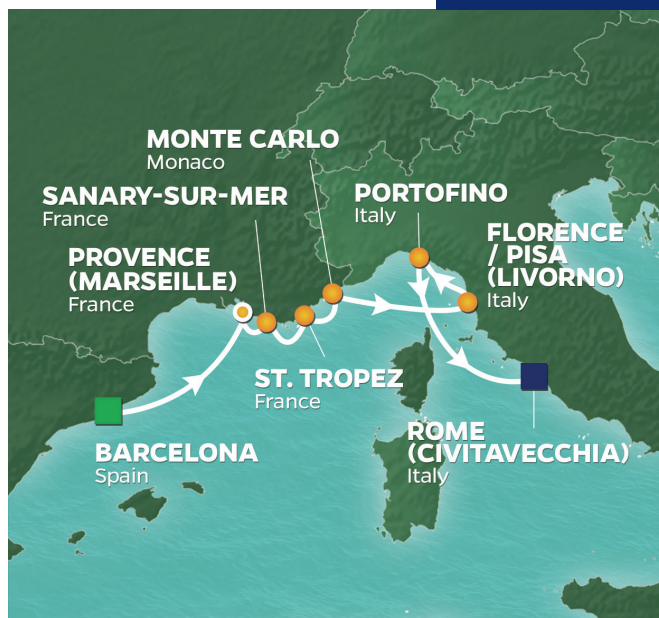 MONTE CARLO
Monaco
SANARY-SUR-MER
France
PORTOFINO
Italy
FLORENCE
/ PISA
(LIVORNO)
Italy
PROVENCE
(MARSEILLE)
France
ST. TROPEZ
France
ROME
(CIVITAVECCHIA)
Italy
BARCELONA
Spain